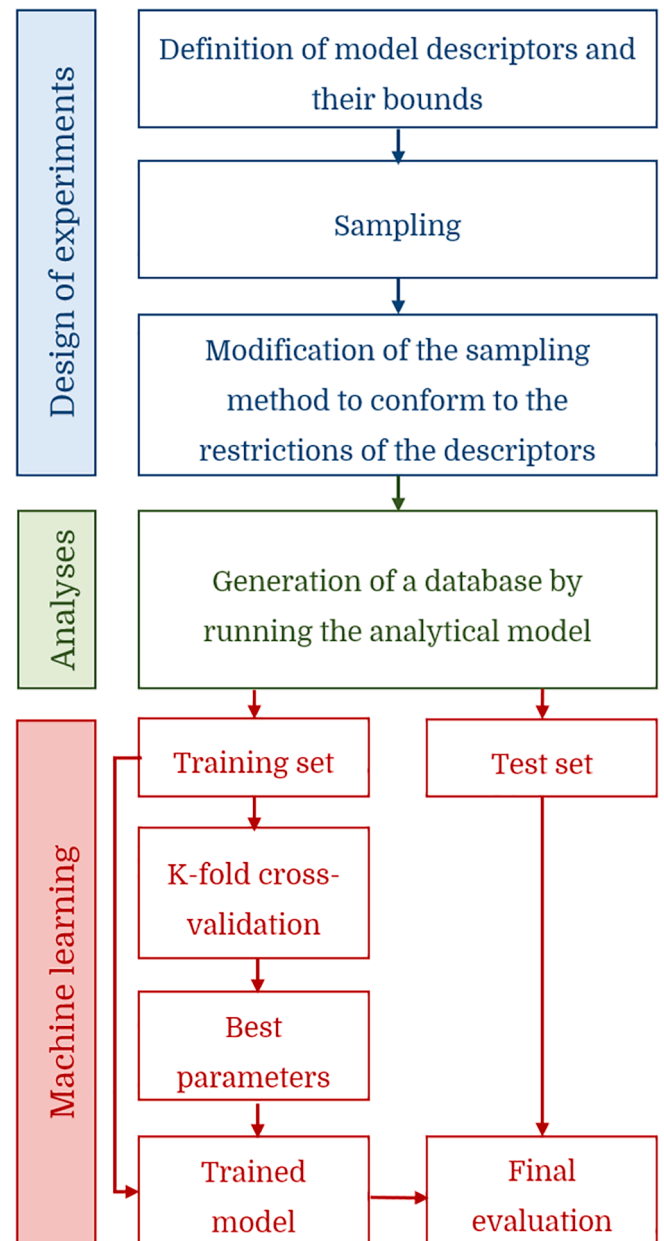 Design of experiments
Definition of model descriptors and
their bounds
Sampling
Modification of the sampling
method to conform to the
restrictions of the descriptors
Analyses
Generation of a database by
running the analytical model
Machine learning
Training set
Test set
K-fold cross-
validation
Best
parameters
Trained
model
Final
evaluation